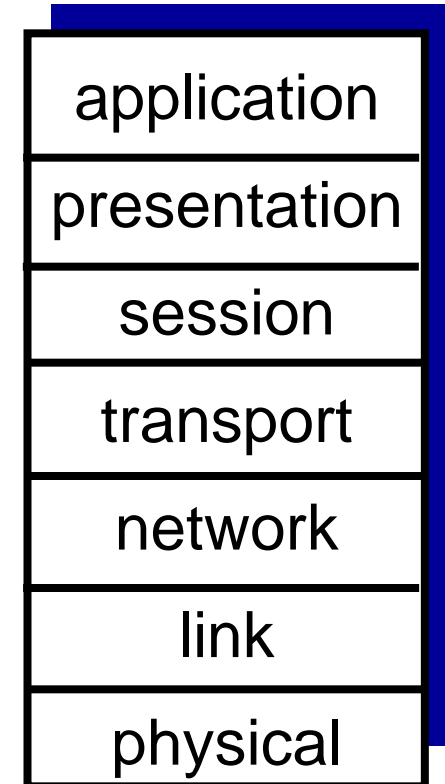 application
presentation
session
transport
network
link
physical